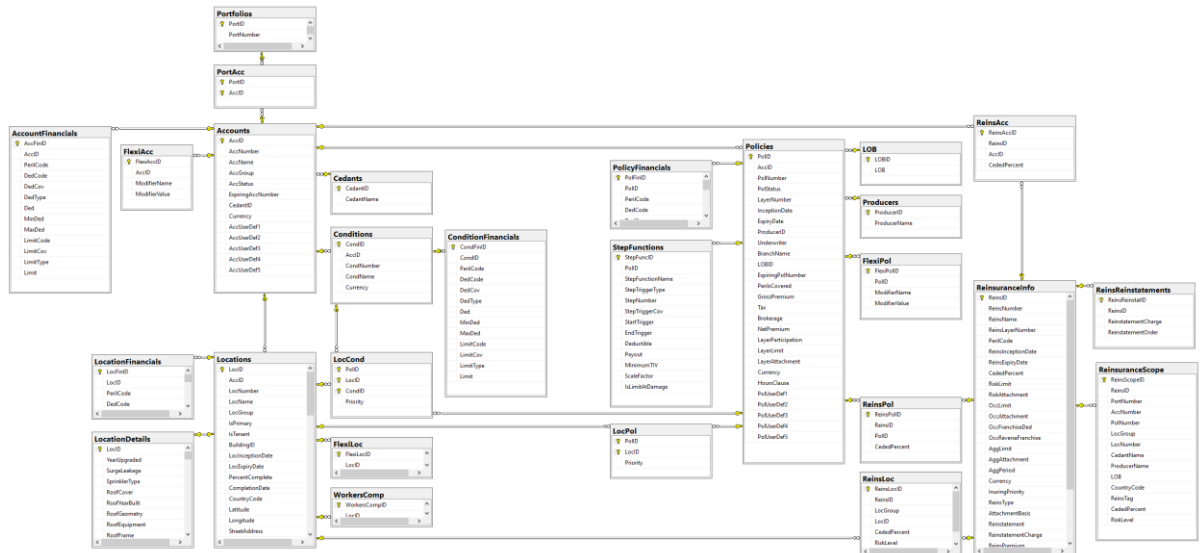 Portfolios
PortID
PortNumber
PortAcc
PortID
AccID
AccountFinancials
AccFinID
AccID
PerilCode
DedCode
DedCov
DedType
Ded
MinDed
MaxDed
LimitCode
LimitCov
LimitType
Limit
FlexiAcc
FlexiAccID
AccID
ModifierName
ModifierValue
Accounts
AccID
AccNumber
AccName
AccGroup
AccStatus
ExpiringAccNumber
CedantID
Currency
AccUserDef1
AccUserDef2
AccUserDef3
AccUserDef4
AccUserDef5
Cedants
CedantID
CedantName
Conditions
CondID
AccID
CondNumber
CondName
Currency
ConditionFinancials
CondFinID
CondID
PerilCode
DedCode
DedCov
DedType
Ded
MinDed
MaxDed
LimitCode
LimitCov
LimitType
Limit
LocationFinancials
LocFinID
LocID
PerilCode
DedCode
LocationDetails
LocID
YearUpgraded
SurgeLeakage
SprinklerType
RoofCover
RoofYearBuilt
RoofGeometry
RoofEquipment
RoofFrame
Locations
LocID
AccID
LocNumber
LocName
LocGroup
IsPrimary
IsTenant
BuildingID
LocInceptionDate
LocExpiryDate
PercentComplete
CompletionDate
CountryCode
Latitude
Longitude
StreetAddress
LocCond
PolID
LocID
CondID
Priority
FlexiLoc
FlexiLocID
LocID
WorkersComp
WorkersCompID
LocID
PolicyFinancials
PolFinID
PolID
PerilCode
DedCode
StepFunctions
StepFuncID
PolID
StepFunctionName
StepTriggerType
StepNumber
StepTriggerCov
StartTrigger
EndTrigger
Deductible
Payout
MinimumTIV
ScaleFactor
IsLimitAtDamage
LocPol
PolID
LocID
Priority
Policies
PolID
AccID
PolNumber
PolStatus
LayerNumber
InceptionDate
ExpiryDate
ProducerID
Underwriter
BranchName
LOBID
ExpiringPolNumber
PerilsCovered
GrossPremium
Tax
Brokerage
NetPremium
LayerParticipation
LayerLimit
LayerAttachment
Currency
HoursClause
PolUserDef1
PolUserDef2
PolUserDef3
PolUserDef4
PolUserDef5
LOB
LOBID
LOB
Producers
ProducerID
ProducerName
FlexiPol
FlexiPolID
PolID
ModifierName
ModifierValue
ReinsPol
ReinsPolID
ReinsID
PolID
CededPercent
ReinsLoc
ReinsLocID
ReinsID
LocGroup
LocID
CededPercent
RiskLevel
ReinsAcc
ReinsAccID
ReinsID
AccID
CededPercent
ReinsuranceInfo
ReinsID
ReinsNumber
ReinsName
ReinsLayerNumber
PerilCode
ReinsInceptionDate
ReinsExpiryDate
CededPercent
RiskLimit
RiskAttachment
OccLimit
OccAttachment
OccFranchiseDed
OccReverseFranchise
AggLimit
AggAttachment
AggPeriod
Currency
InuringPriority
ReinsType
AttachmentBasis
Reinstatement
ReinstatementCharge
ReinsPremium
ReinsReinstatements
ReinsReinstatID
ReinsID
ReinstatementCharge
ReinstatementOrder
ReinsuranceScope
ReinsScopeID
ReinsID
PortNumber
AccNumber
PolNumber
LocGroup
LocNumber
CedantName
ProducerName
LOB
CountryCode
ReinsTag
CededPercent
RiskLevel